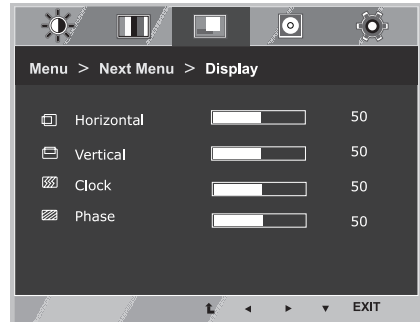 Menu > Next Menu > Display
Horizontal 50
Vertical 50
Clock 50
Phase 50
EXIT